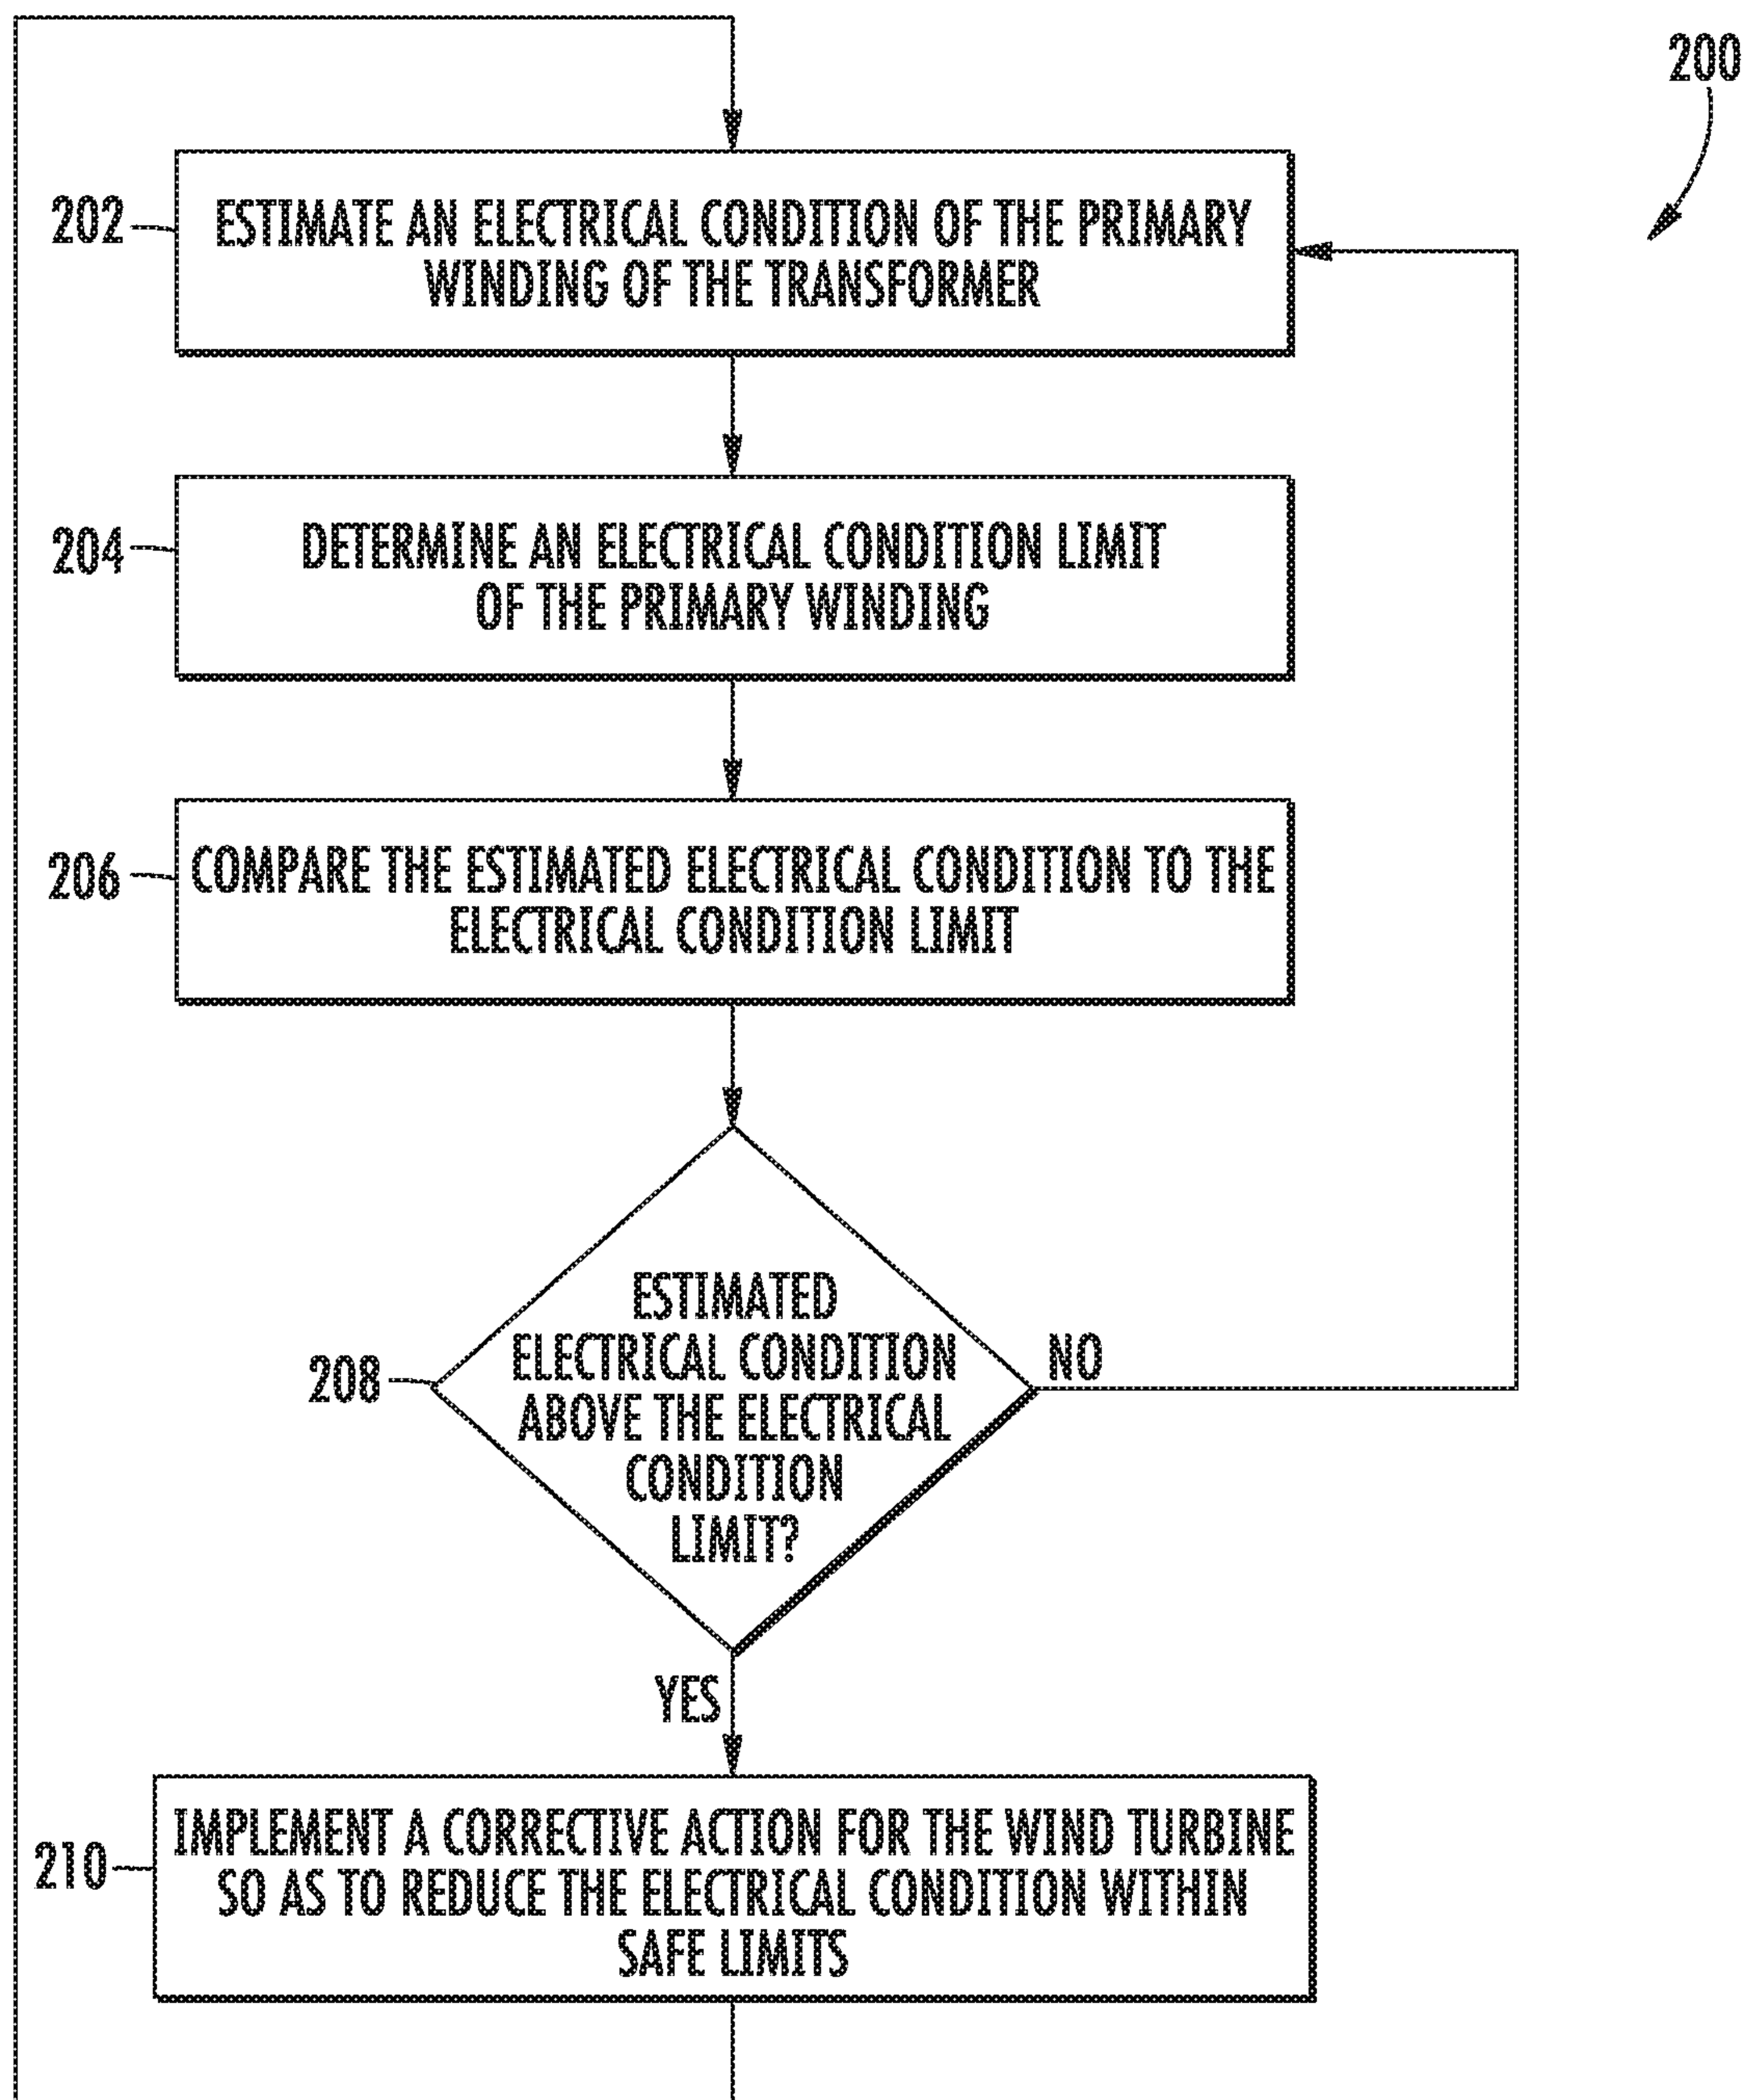 200
202
ESTIMATE AN ELECTRICAL CONDITION OF THE PRIMARY
WINDING OF THE TRANSFORMER
204
DETERMINE AN ELECTRICAL CONDITION LIMIT
OF THE PRIMARY WINDING
206
COMPARE THE ESTIMATED ELECTRICAL CONDITION TO THE
ELECTRICAL CONDITION LIMIT
208
ESTIMATED
ELECTRICAL CONDITION
ABOVE THE ELECTRICAL
CONDITION
LIMIT?
NO
YES
210
IMPLEMENT A CORRECTIVE ACTION FOR THE WIND TURBINE
SO AS TO REDUCE THE ELECTRICAL CONDITION WITHIN
SAFE LIMITS